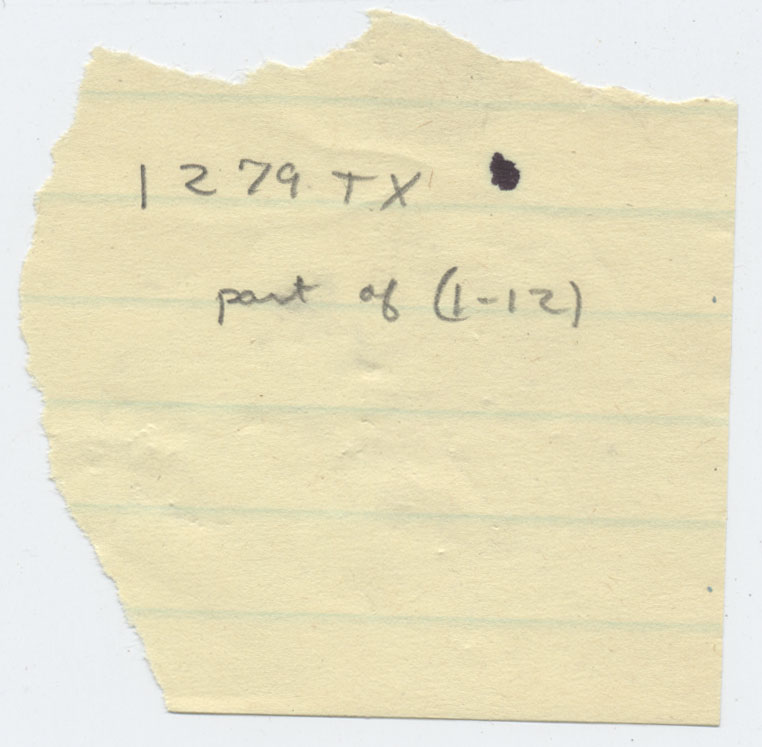 1279 TX
part of (1-12)